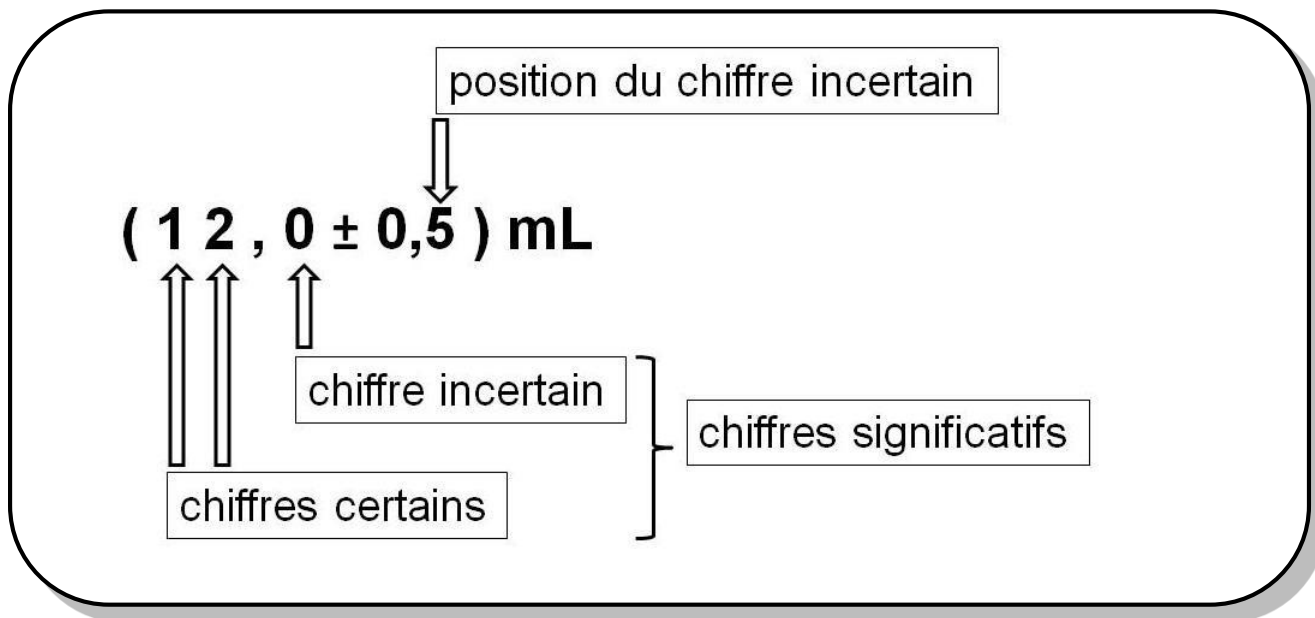 position du chiffre incertain
( 1 2 , 0 ± 0,5 ) mL
chiffre incertain
chiffres significatifs
chiffres certains